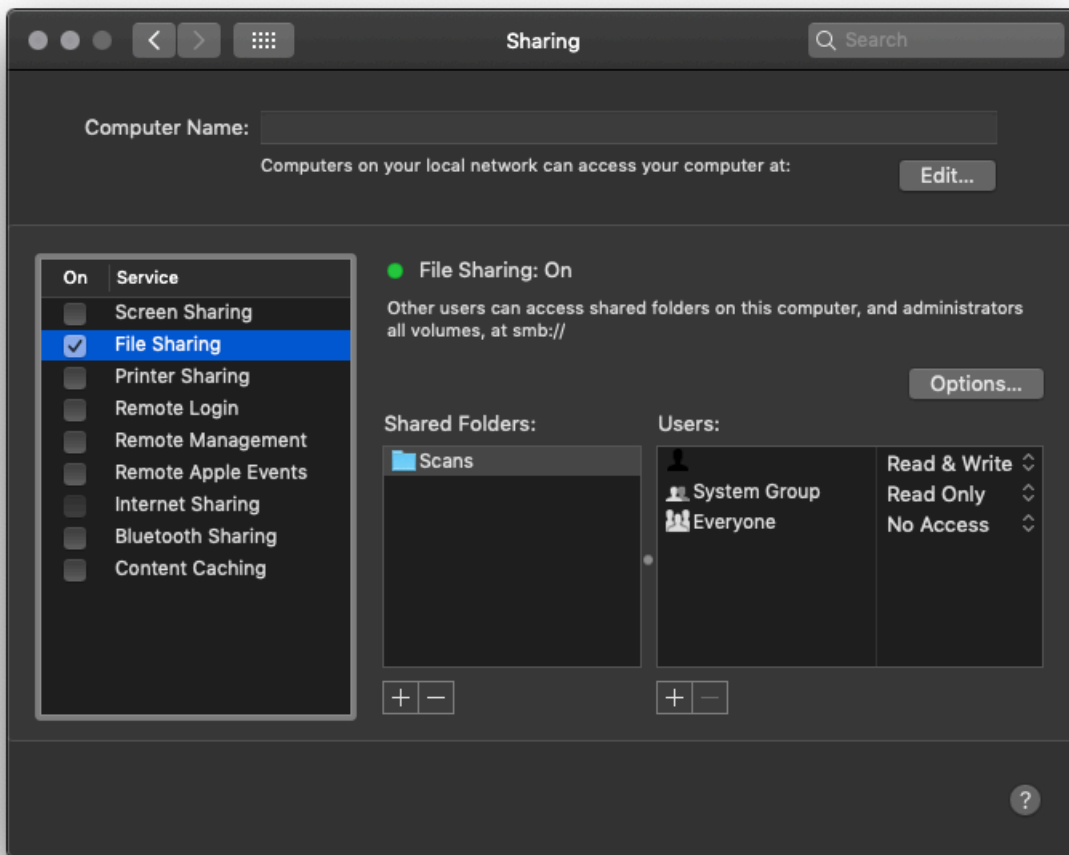 Sharing
Search
Computer Name:
Computers on your local network can access your computer at:
Edit...
On Service
Screen Sharing
File Sharing
Printer Sharing
Remote Login
Remote Management
Remote Apple Events
Internet Sharing
Bluetooth Sharing
Content Caching
File Sharing: On
Other users can access shared folders on this computer, and administrators
all volumes, at smb://
Options...
Shared Folders:
Scans
Users:
Read & Write
System Group Read Only
Everyone No Access
+ −
+ −
?